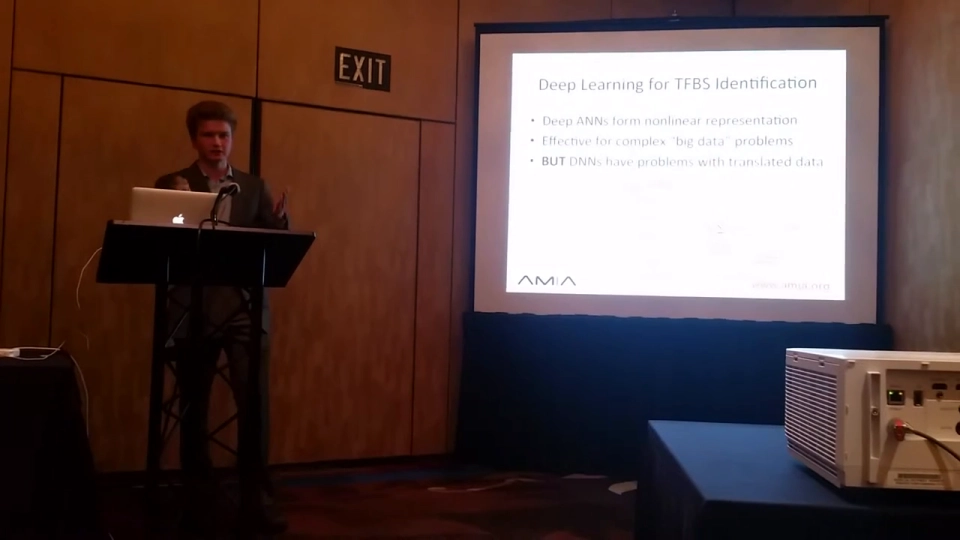 EXIT
Deep Learning for TFBS Identification
• Deep ANNs form nonlinear representation
• Effective for complex "big data" problems
• BUT DNNs have problems with translated data
AMIA
www.amia.org